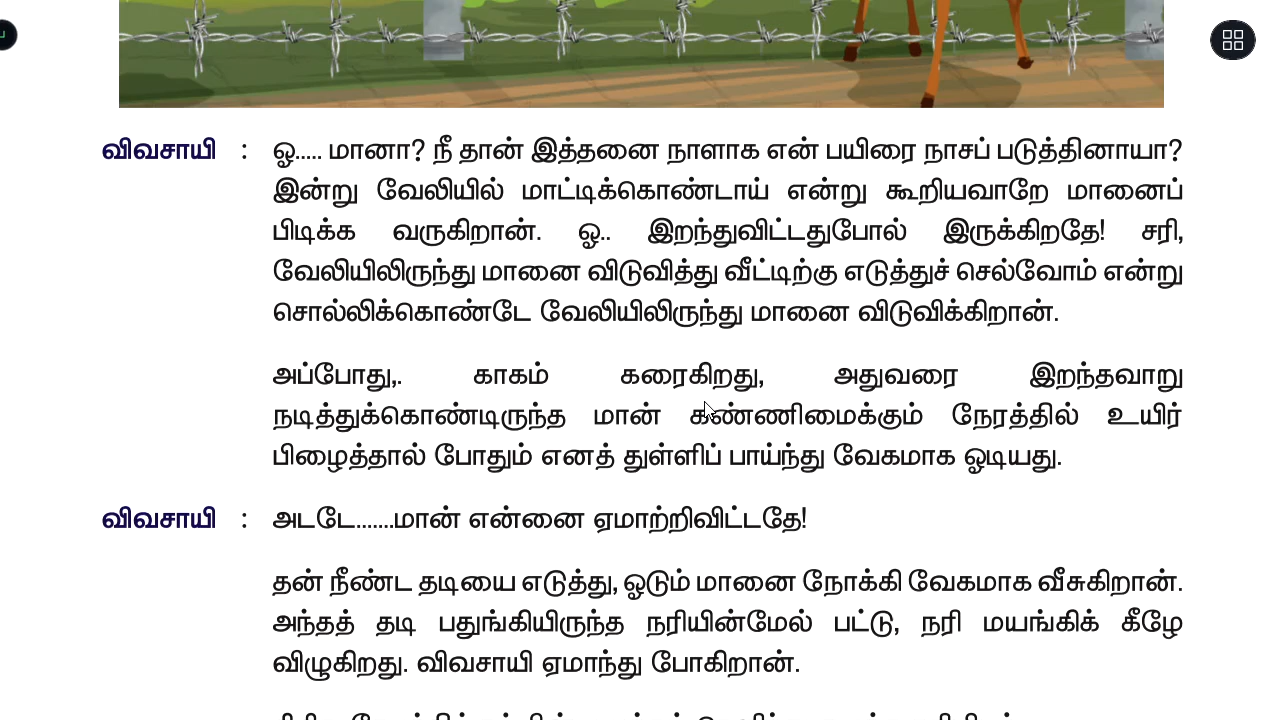 விவசாயி : ஓ..... மானா? நீ தான் இத்தனை நாளாக என் பயிரை நாசப் படுத்தினாயா?
இன்று வேலியில் மாட்டிக்கொண்டாய் என்று கூறியவாறே மானைப்
பிடிக்க வருகிறான். ஓ.. இறந்துவிட்டதுபோல் இருக்கிறதே! சரி,
வேலியிலிருந்து மானை விடுவித்து வீட்டிற்கு எடுத்துச் செல்வோம் என்று
சொல்லிக்கொண்டே வேலியிலிருந்து மானை விடுவிக்கிறான்.
அப்போது,. காகம் கரைகிறது, அதுவரை இறந்தவாறு
நடித்துக்கொண்டிருந்த மான் கண்ணிமைக்கும் நேரத்தில் உயிர்
பிழைத்தால் போதும் எனத் துள்ளிப் பாய்ந்து வேகமாக ஓடியது.
விவசாயி : அடடே.......மான் என்னை ஏமாற்றிவிட்டதே!
தன் நீண்ட தடியை எடுத்து, ஓடும் மானை நோக்கி வேகமாக வீசுகிறான்.
அந்தத் தடி பதுங்கியிருந்த நரியின்மேல் பட்டு, நரி மயங்கிக் கீழே
விழுகிறது. விவசாயி ஏமாந்து போகிறான்.